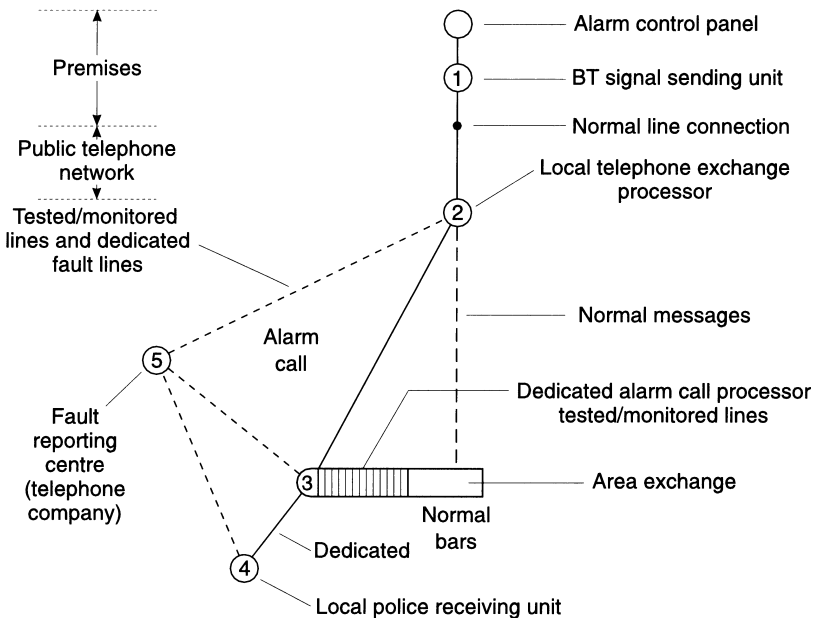 Alarm control panel
Premises
1
BT signal sending unit
Normal line connection
Public telephone
network
Local telephone exchange
processor
2
Tested/monitored
lines and dedicated
fault lines
Normal messages
Alarm
call
5
Dedicated alarm call processor
tested/monitored lines
Fault
reporting
centre
(telephone
company)
3
Area exchange
Normal
bars
Dedicated
4
Local police receiving unit